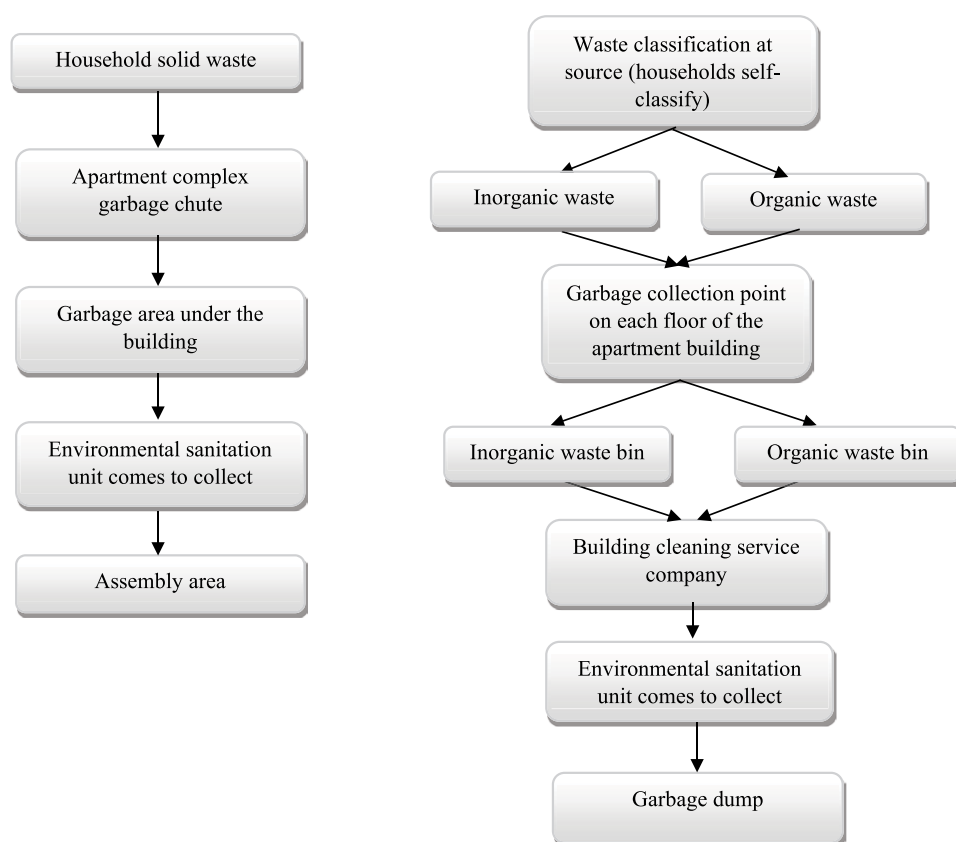 Household solid waste
Apartment complex
garbage chute
Garbage area under the
building
Environmental sanitation
unit comes to collect
Assembly area
Waste classification at
source (households self-
classify)
Inorganic waste
Organic waste
Garbage collection point
on each floor of the
apartment building
Inorganic waste bin
Organic waste bin
Building cleaning service
company
Environmental sanitation
unit comes to collect
Garbage dump